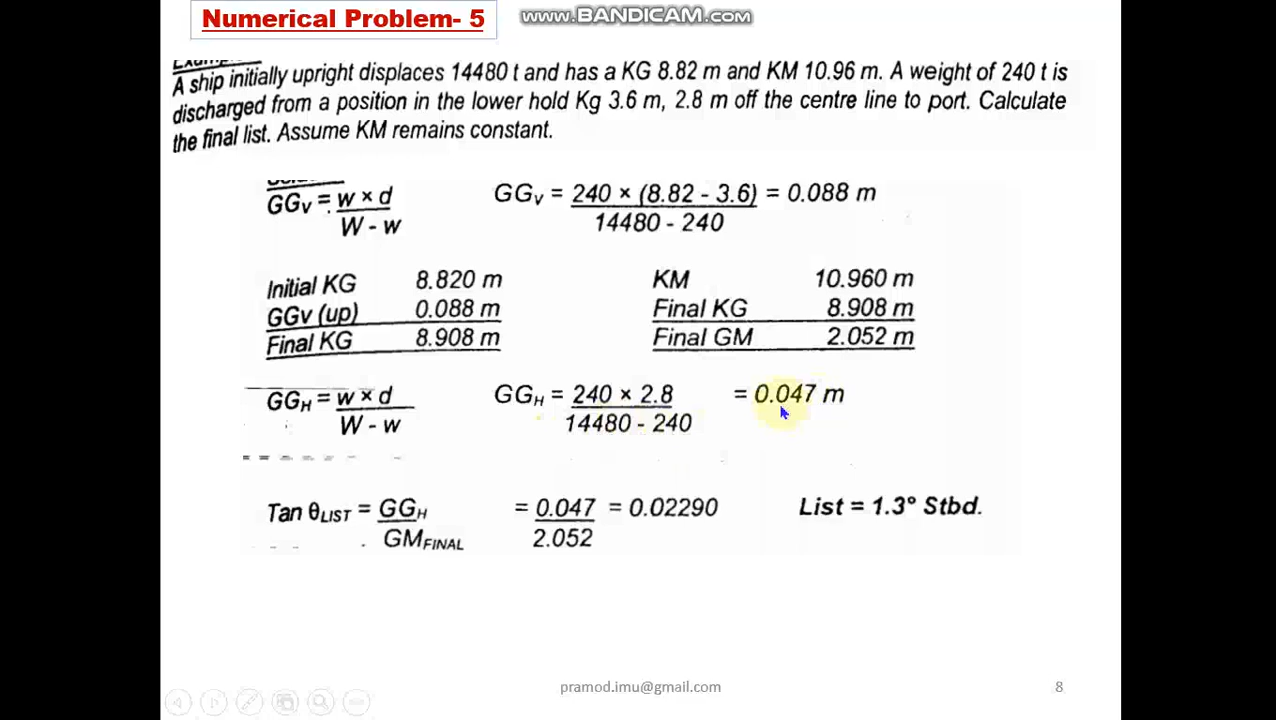 Numerical Problem- 5
www.BANDICAM.com
A ship initially upright displaces 14480 t and has a KG 8.82 m and KM 10.96 m. A weight of 240 t is
discharged from a position in the lower hold Kg 3.6 m, 2.8 m off the centre line to port. Calculate
the final list. Assume KM remains constant.
GGV = w × d GGV = 240 × (8.82 - 3.6) = 0.088 m
W - w 14480 - 240
Initial KG 8.820 m KM 10.960 m
GGv (up) 0.088 m Final KG 8.908 m
Final KG 8.908 m Final GM 2.052 m
GGH = w × d GGH = 240 × 2.8 = 0.047 m
W - w 14480 - 240
Tan θLIST = GGH = 0.047 = 0.02290 List = 1.3° Stbd.
GMFINAL 2.052
pramod.imu@gmail.com 8